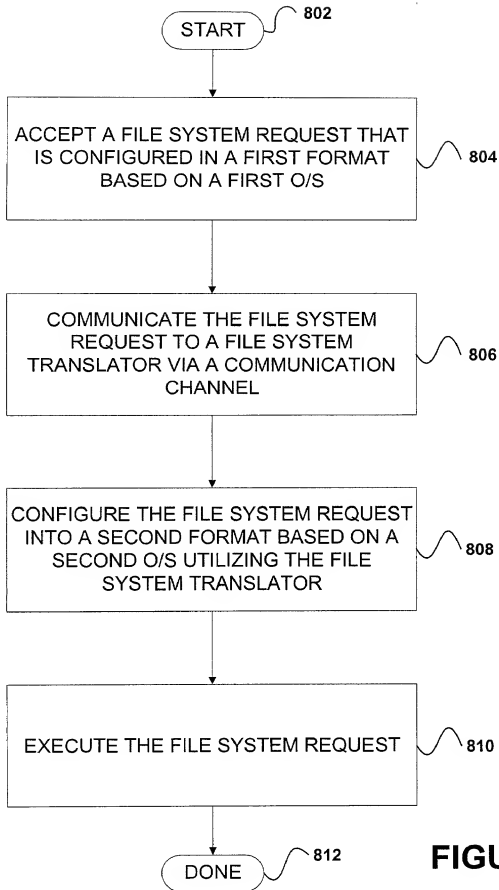 START
802
ACCEPT A FILE SYSTEM REQUEST THAT
IS CONFIGURED IN A FIRST FORMAT
BASED ON A FIRST O/S
804
COMMUNICATE THE FILE SYSTEM
REQUEST TO A FILE SYSTEM
TRANSLATOR VIA A COMMUNICATION
CHANNEL
806
CONFIGURE THE FILE SYSTEM REQUEST
INTO A SECOND FORMAT BASED ON A
SECOND O/S UTILIZING THE FILE
SYSTEM TRANSLATOR
808
EXECUTE THE FILE SYSTEM REQUEST
810
DONE
812